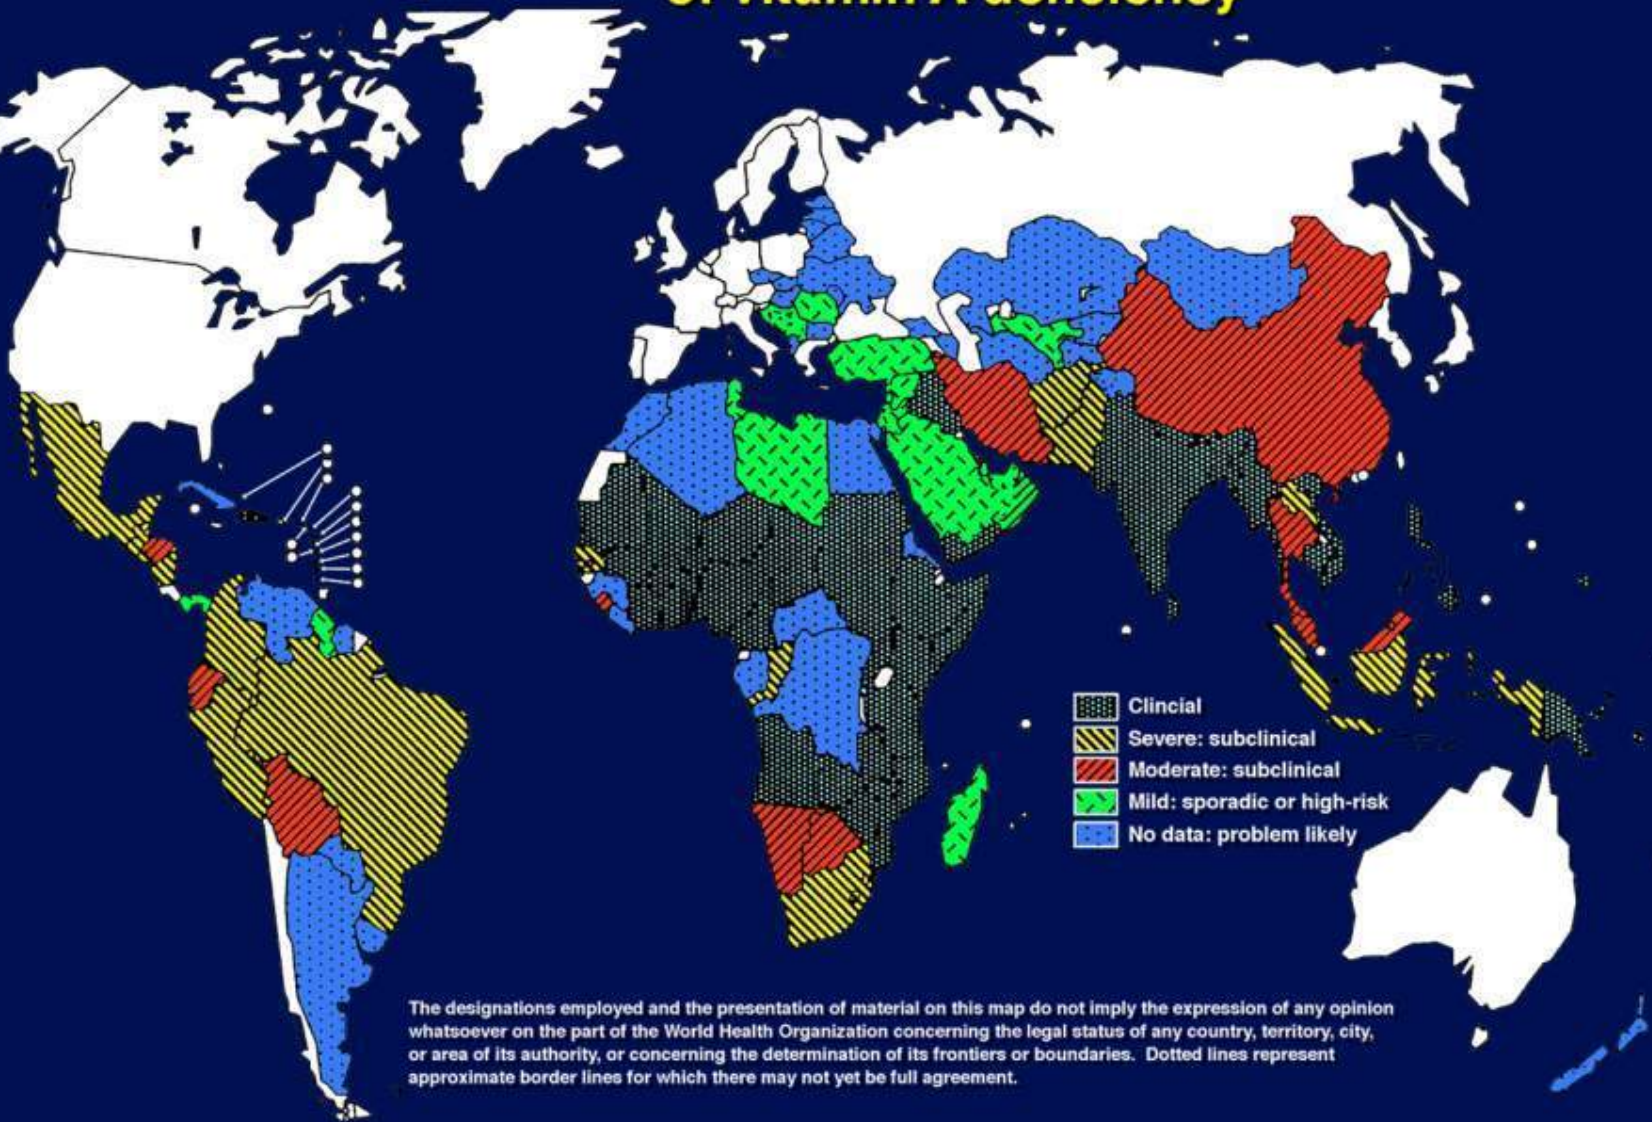 of vitamin A deficiency
Clincial
Severe: subclinical
Moderate: subclinical
Mild: sporadic or high-risk
No data: problem likely
The designations employed and the presentation of material on this map do not imply the expression of any opinion
whatsoever on the part of the World Health Organization concerning the legal status of any country, territory, city,
or area of its authority, or concerning the determination of its frontiers or boundaries. Dotted lines represent
approximate border lines for which there may not yet be full agreement.